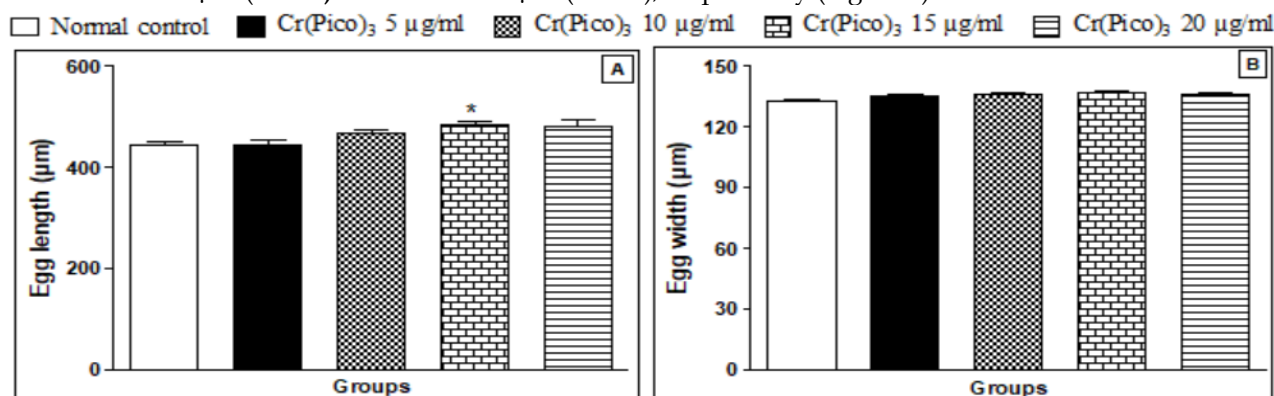 respectively
Normal control Cr(Pico)₃ 5 µg/ml Cr(Pico)₃ 10 µg/ml Cr(Pico)₃ 15 µg/ml Cr(Pico)₃ 20 µg/ml
A
600
400
200
0
*
Egg length (µm)
Groups
B
150
120
90
60
30
0
Egg width (µm)
Groups